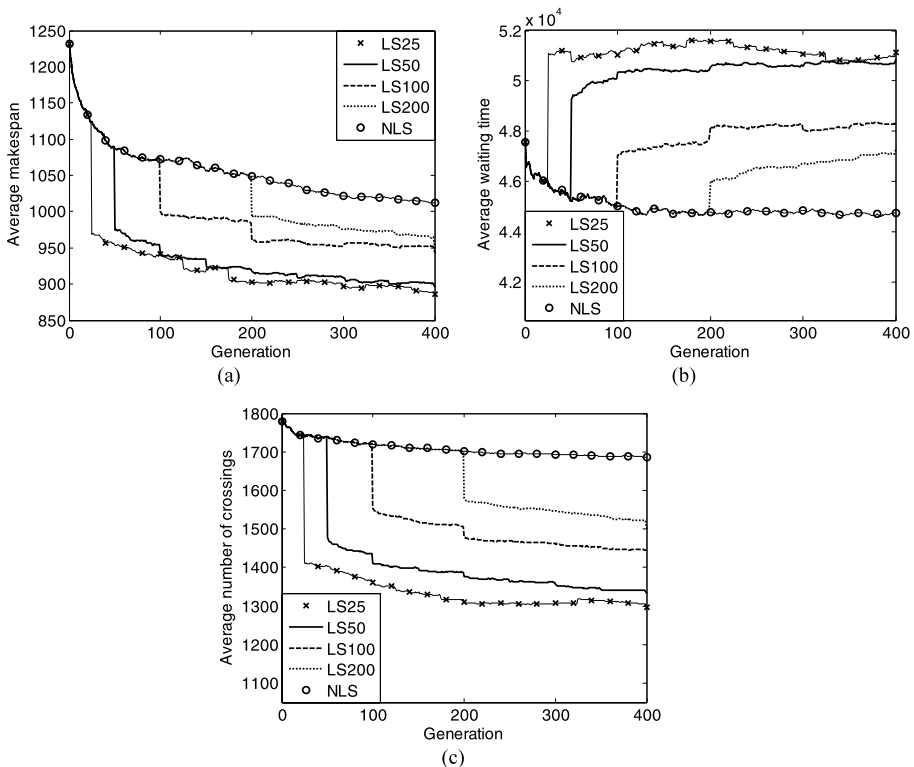 1250
1200
1150
1100
1050
1000
950
900
850
Average makespan
LS25
LS50
LS100
LS200
NLS
0
100
200
300
400
Generation
(a)
x 10⁴
5.2
5
4.8
4.6
4.4
4.2
Average waiting time
LS25
LS50
LS100
LS200
NLS
0
100
200
300
400
Generation
(b)
1800
1700
1600
1500
1400
1300
1200
1100
Average number of crossings
LS25
LS50
LS100
LS200
NLS
0
100
200
300
400
Generation
(c)